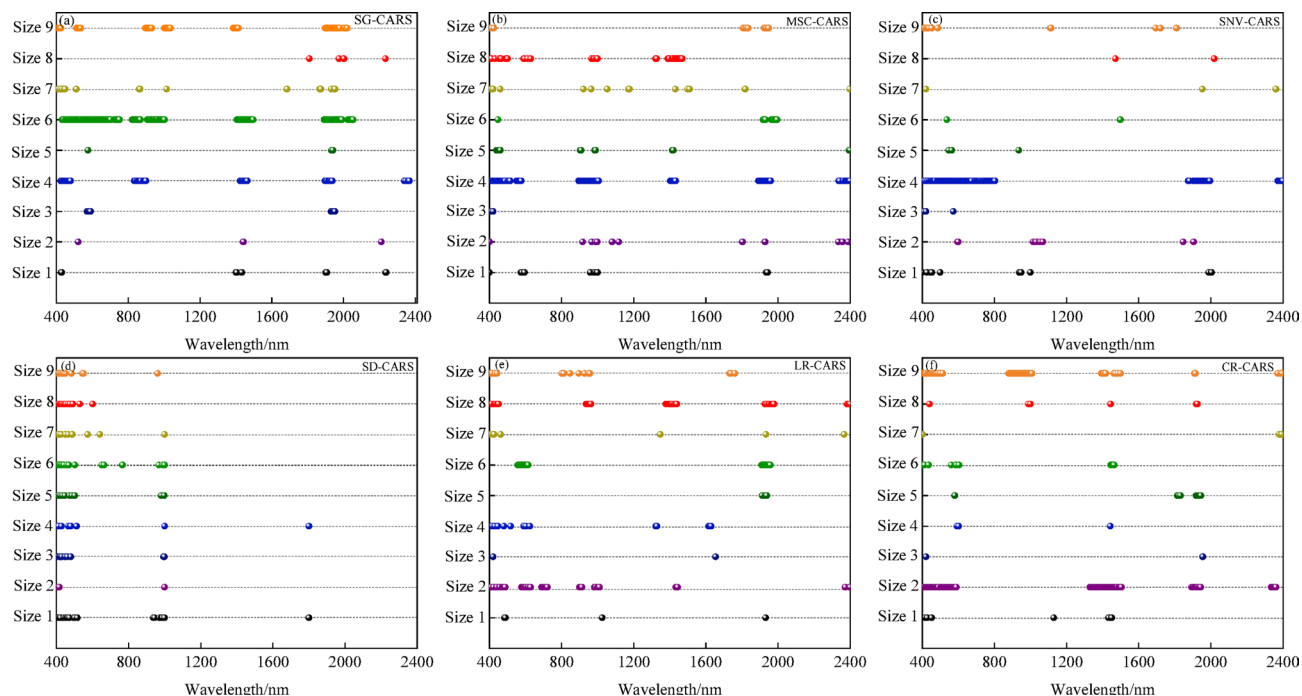 (a) SG-CARS
Size 9
Size 8
Size 7
Size 6
Size 5
Size 4
Size 3
Size 2
Size 1
400 800 1200 1600 2000 2400
Wavelength/nm
(b) MSC-CARS
Size 9
Size 8
Size 7
Size 6
Size 5
Size 4
Size 3
Size 2
Size 1
400 800 1200 1600 2000 2400
Wavelength/nm
(c) SNV-CARS
Size 9
Size 8
Size 7
Size 6
Size 5
Size 4
Size 3
Size 2
Size 1
400 800 1200 1600 2000 2400
Wavelength/nm
(d) SD-CARS
Size 9
Size 8
Size 7
Size 6
Size 5
Size 4
Size 3
Size 2
Size 1
400 800 1200 1600 2000 2400
Wavelength/nm
(e) LR-CARS
Size 9
Size 8
Size 7
Size 6
Size 5
Size 4
Size 3
Size 2
Size 1
400 800 1200 1600 2000 2400
Wavelength/nm
(f) CR-CARS
Size 9
Size 8
Size 7
Size 6
Size 5
Size 4
Size 3
Size 2
Size 1
400 800 1200 1600 2000 2400
Wavelength/nm